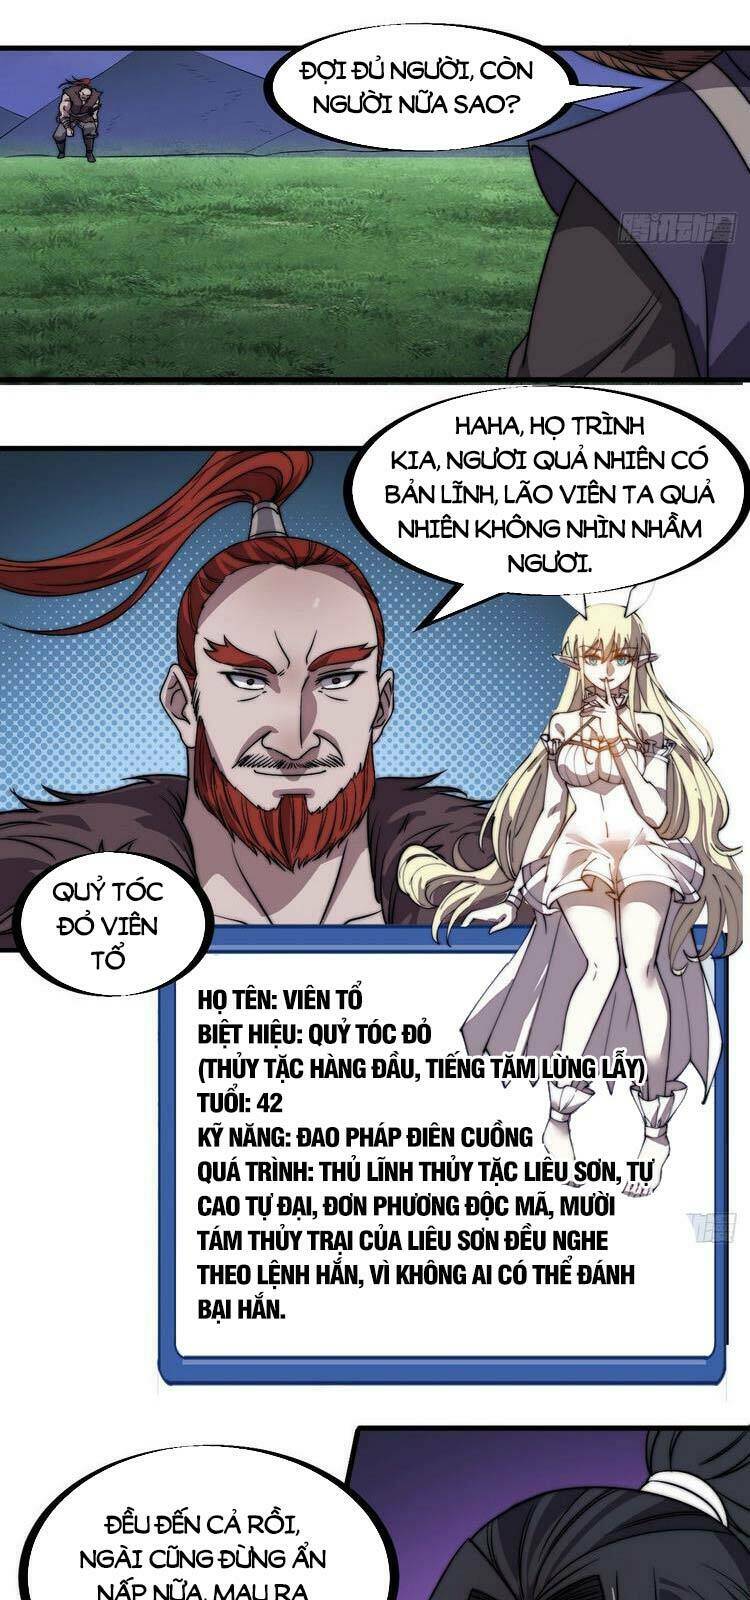 ĐỢI ĐỦ NGƯỜI, CÒN
NGƯỜI NỮA SAO?
腾讯动漫
HAHA, HỌ TRÌNH
KIA, NGƯƠI QUẢ NHIÊN CÓ
BẢN LĨNH, LÃO VIÊN TA QUẢ
NHIÊN KHÔNG NHÌN NHẦM
NGƯƠI.
QUỶ TÓC
ĐỎ VIÊN
TỔ
HỌ TÊN: VIÊN TỔ
BIỆT HIỆU: QUỶ TÓC ĐỎ
(THỦY TẶC HÀNG ĐẦU, TIẾNG TĂM LỪNG LẪY)
TUỔI: 42
KỸ NĂNG: ĐAO PHÁP ĐIÊN CUỒNG
QUÁ TRÌNH: THỦ LĨNH THỦY TẶC LIÊU SƠN, TỰ
CAO TỰ ĐẠI, ĐƠN PHƯƠNG ĐỘC MÃ, MƯỜI
TÁM THỦY TRẠI CỦA LIÊU SƠN ĐỀU NGHE
THEO LỆNH HẮN, VÌ KHÔNG AI CÓ THỂ ĐÁNH
BẠI HẮN.
ĐỀU ĐẾN CẢ RỒI,
NGÀI CŨNG ĐỪNG ẨN
NẤP NỮA, MAU RA